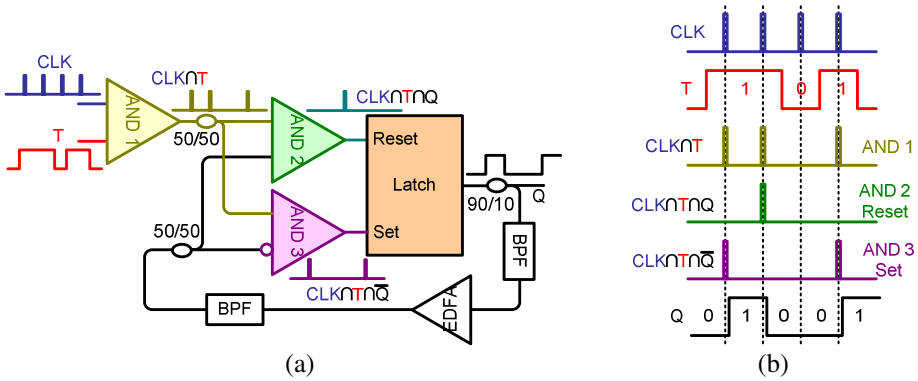 CLK
T
AND 1
CLK∩T
50/50
AND 2
CLK∩T∩Q
Reset
Latch
Set
AND 3
CLK∩T∩Q̅
50/50
90/10
Q
BPF
EDFA
BPF
(a)
CLK
T 1 0 1
CLK∩T AND 1
CLK∩T∩Q AND 2
Reset
CLK∩T∩Q̅ AND 3
Set
Q 0 1 0 0 1
(b)